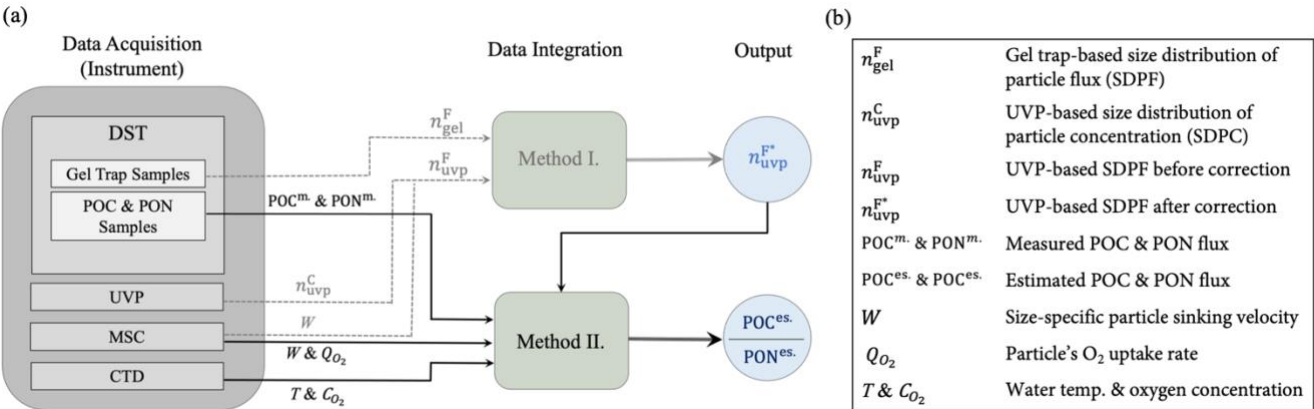 (a)
Data Acquisition
(Instrument)
Data Integration
Output
DST
Gel Trap Samples
POC & PON
Samples
UVP
MSC
CTD
n^F_gel
n^F_uvp
POC^m. & PON^m.
n^C_uvp
W
W & Q_O₂
T & C_O₂
Method I.
n^F*_uvp
Method II.
POC^es.
PON^es.
(b)
n^F_gel Gel trap-based size distribution of
particle flux (SDPF)
n^C_uvp UVP-based size distribution of
particle concentration (SDPC)
n^F_uvp UVP-based SDPF before correction
n^F*_uvp UVP-based SDPF after correction
POC^m. & PON^m. Measured POC & PON flux
POC^es. & POC^es. Estimated POC & PON flux
W Size-specific particle sinking velocity
Q_O₂ Particle's O₂ uptake rate
T & C_O₂ Water temp. & oxygen concentration